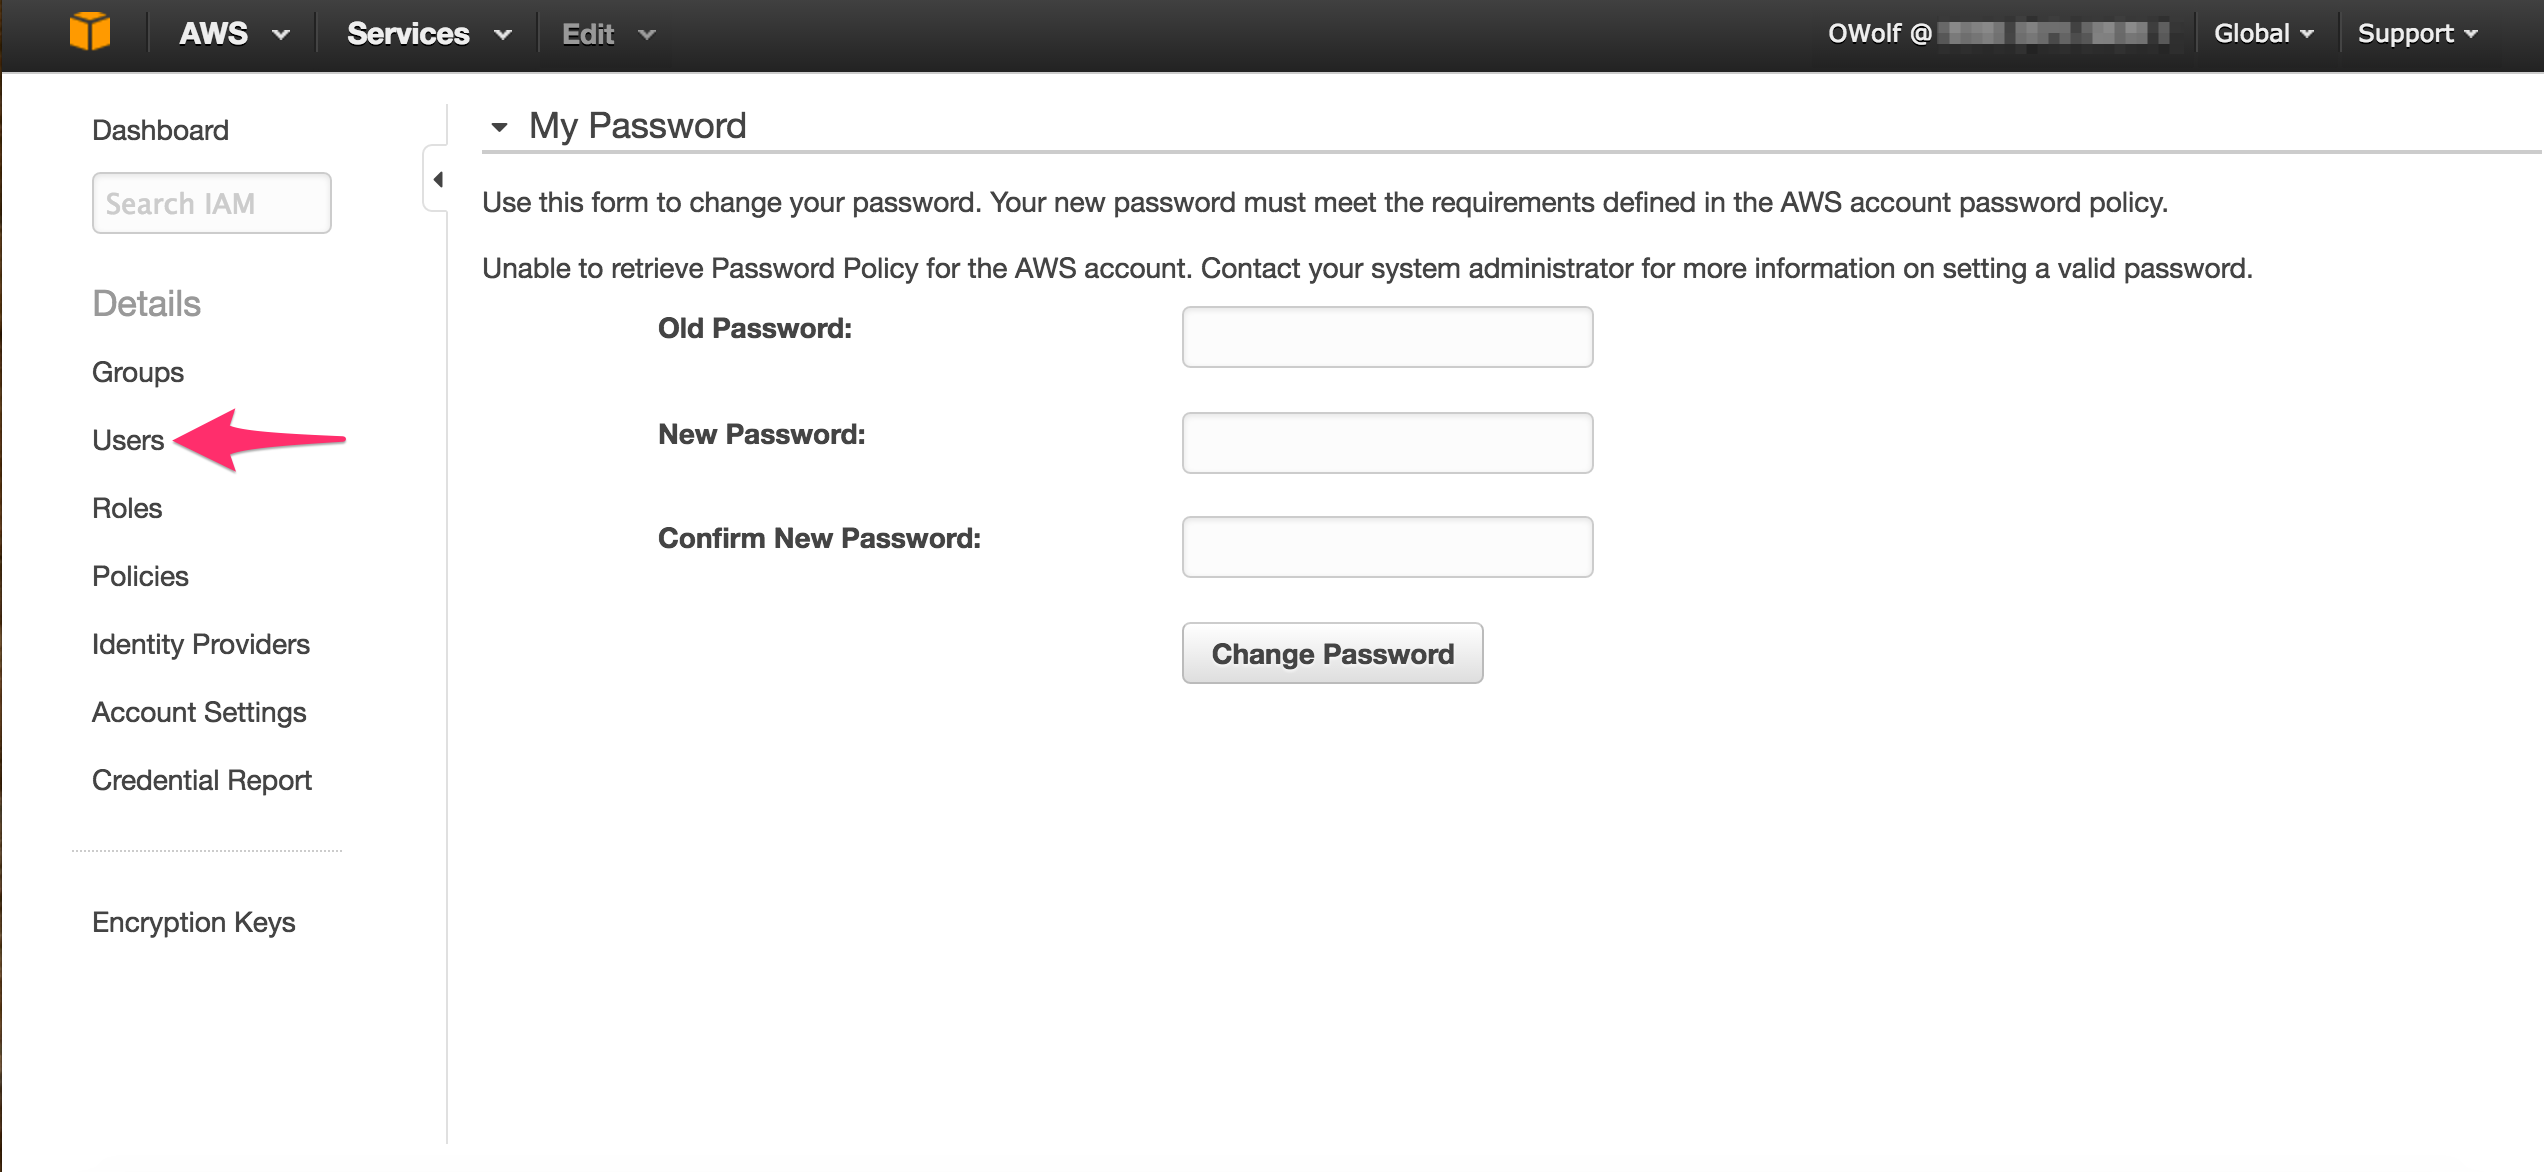 AWS Services Edit OWolf @ Global Support
Dashboard
Search IAM
Details
Groups
Users
Roles
Policies
Identity Providers
Account Settings
Credential Report
Encryption Keys
My Password
Use this form to change your password. Your new password must meet the requirements defined in the AWS account password policy.
Unable to retrieve Password Policy for the AWS account. Contact your system administrator for more information on setting a valid password.
Old Password:
New Password:
Confirm New Password:
Change Password